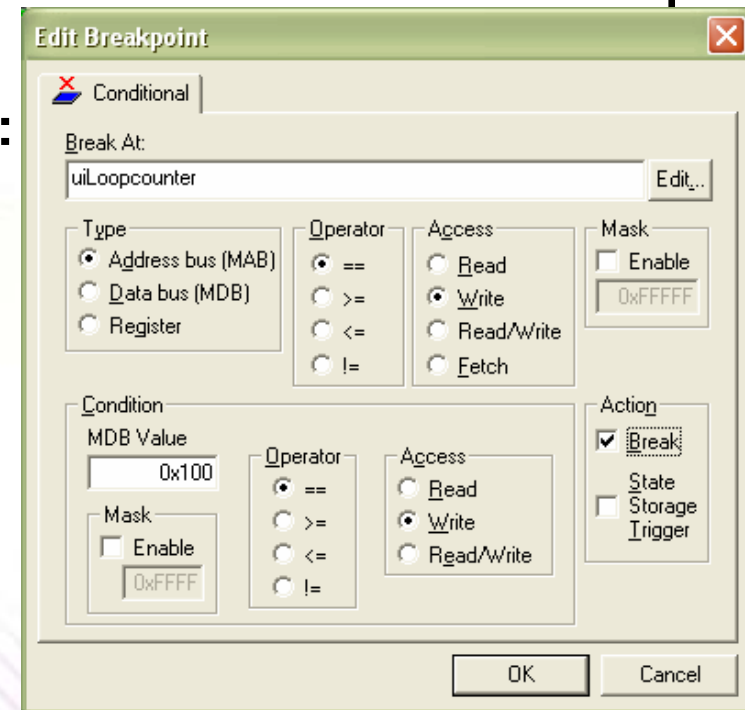 :
Edit Breakpoint
Conditional
Break At:
uiLoopcounter Edit...
Type Operator Access Mask
Address bus (MAB) == Read Enable
Data bus (MDB) >= Write 0xFFFFF
Register <= Read/Write
!= Fetch
Condition Action
MDB Value Operator Access Break
0x100 == Read State
Mask >= Write Storage
Enable <= Read/Write Trigger
0xFFFF !=
OK Cancel